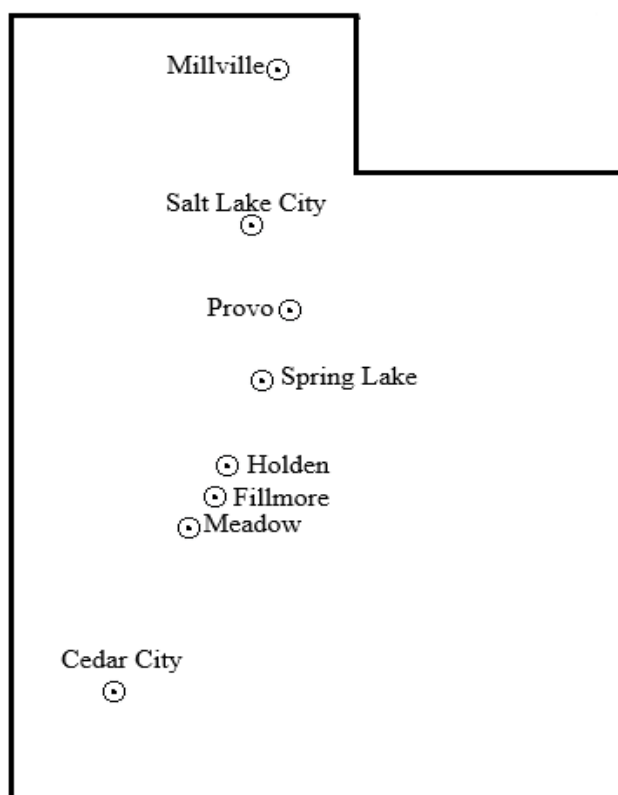 Millville
Salt Lake City
Provo
Spring Lake
Holden
Fillmore
Meadow
Cedar City